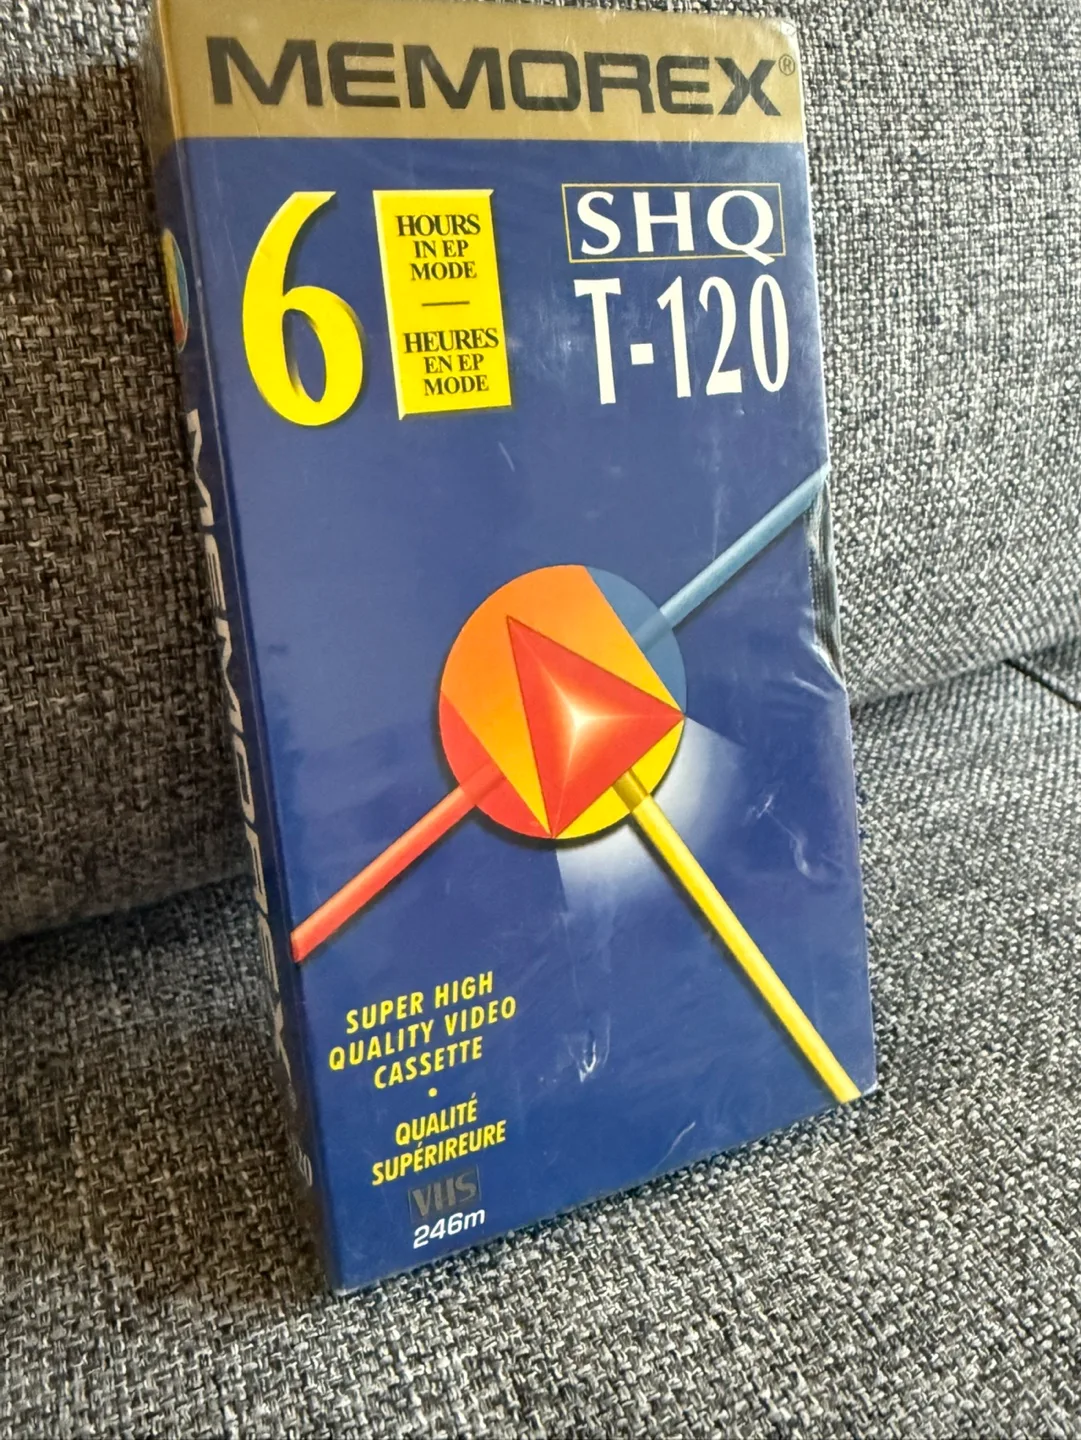 MEMOREX®
6
HOURS
IN EP
MODE
HEURES
EN EP
MODE
SHQ
T-120
SUPER HIGH
QUALITY VIDEO
CASSETTE
•
QUALITÉ
SUPÉRIREURE
VHS
246m
MEMOREX